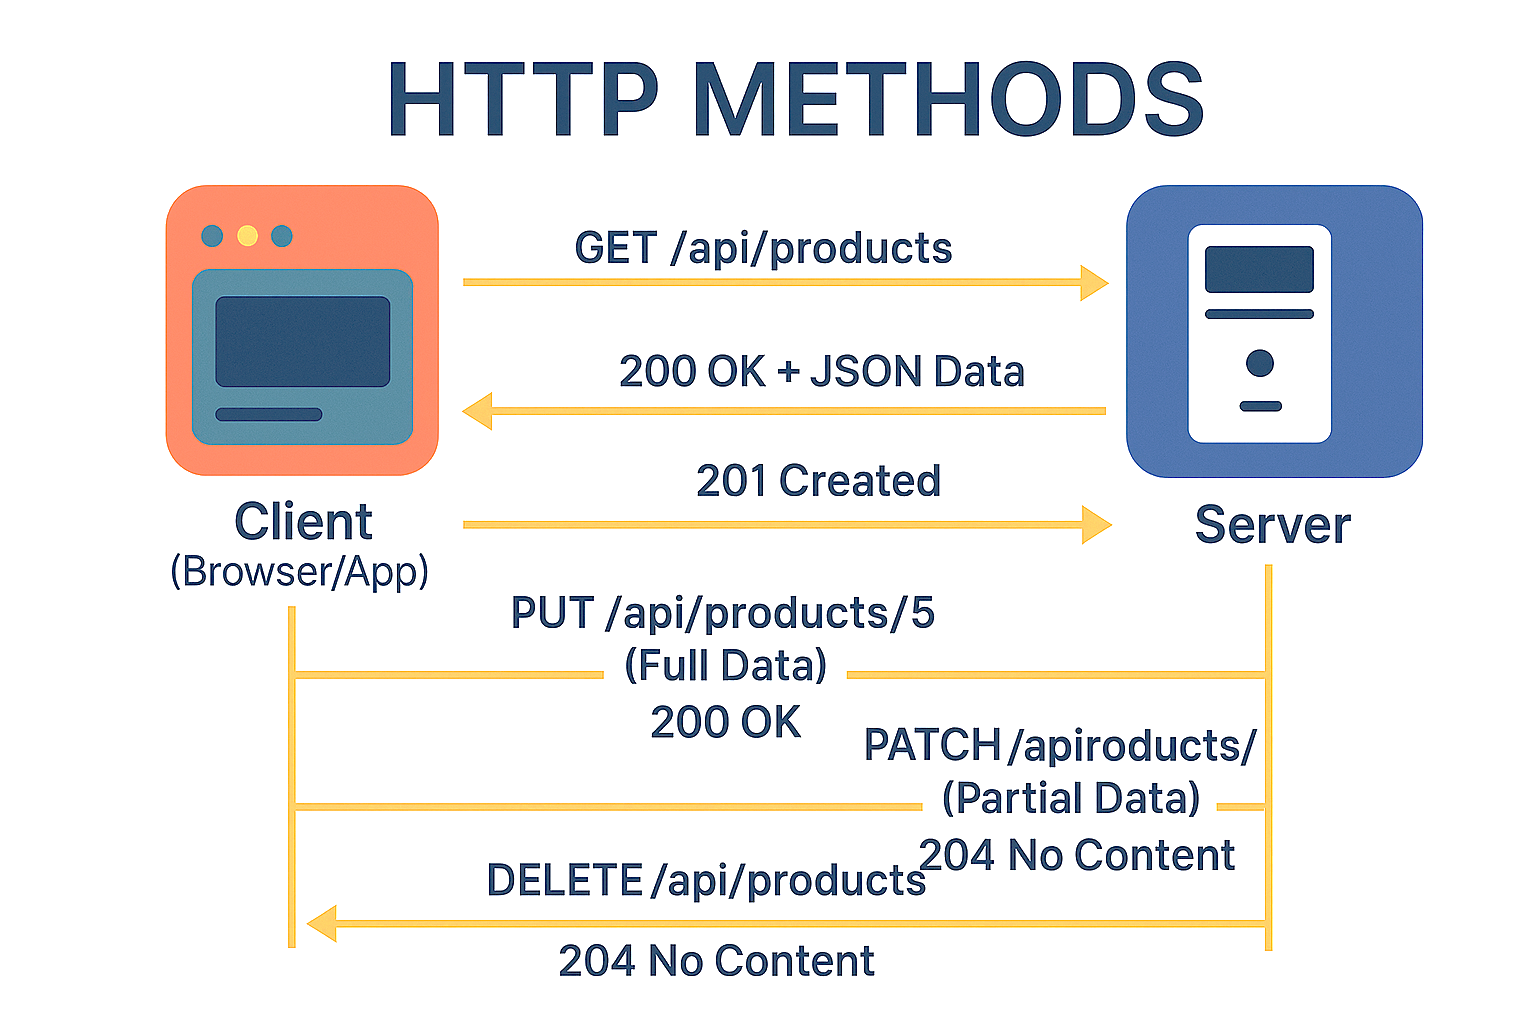 HTTP METHODS
GET /api/products
200 OK + JSON Data
201 Created
Client
(Browser/App)
Server
PUT /api/products/5
(Full Data)
200 OK
PATCH /apiroducts/
(Partial Data)
204 No Content
DELETE /api/products
204 No Content